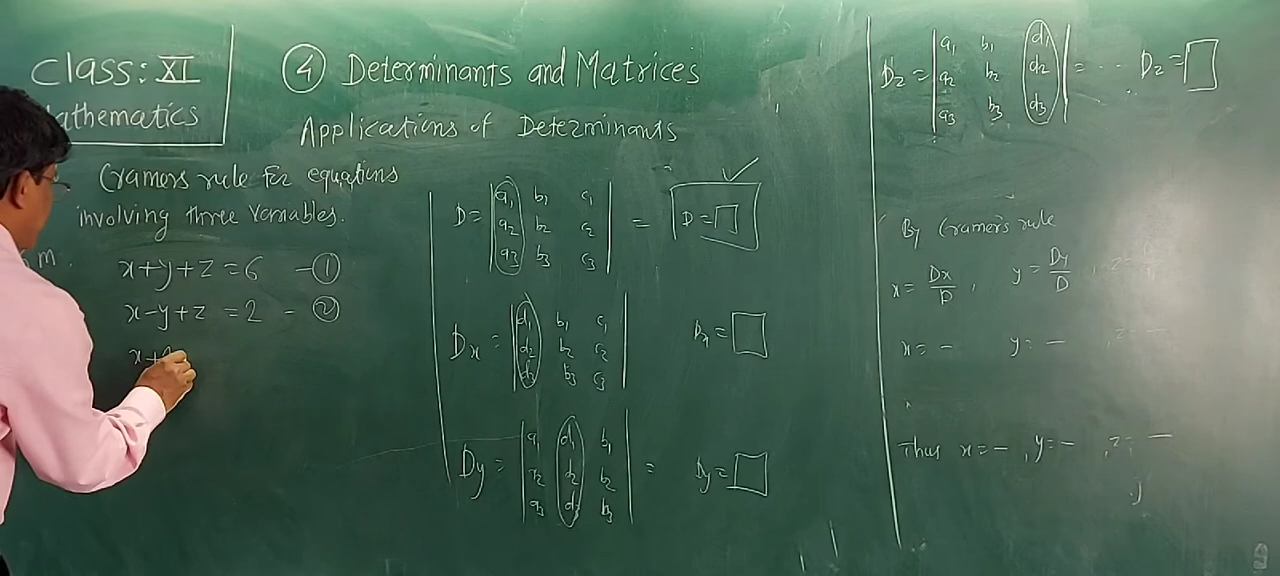 Class: XI
athematics
④ Determinants and Matrices
Applications of Determinants
Cramers rule for equations
involving three variables.
m.
x+y+z = 6 - ①
x-y+z = 2 - ②
x+
D = | a₁ b₁ c₁ | = D = □
| a₂ b₂ c₂ |
| a₃ b₃ c₃ |
Dx = | d₁ b₁ c₁ | Dx = □
| d₂ b₂ c₂ |
| d₃ b₃ c₃ |
Dy = | a₁ d₁ b₁ | = Dy = □
| a₂ d₂ b₂ |
| a₃ d₃ b₃ |
Dz = | a₁ b₁ d₁ | = ... Dz = □
| a₂ b₂ d₂ |
| a₃ b₃ d₃ |
By Cramer's rule
x = Dx/D , y = Dy/D ,
x = - y = - , z = -
Thus x = - , y = - , z = -